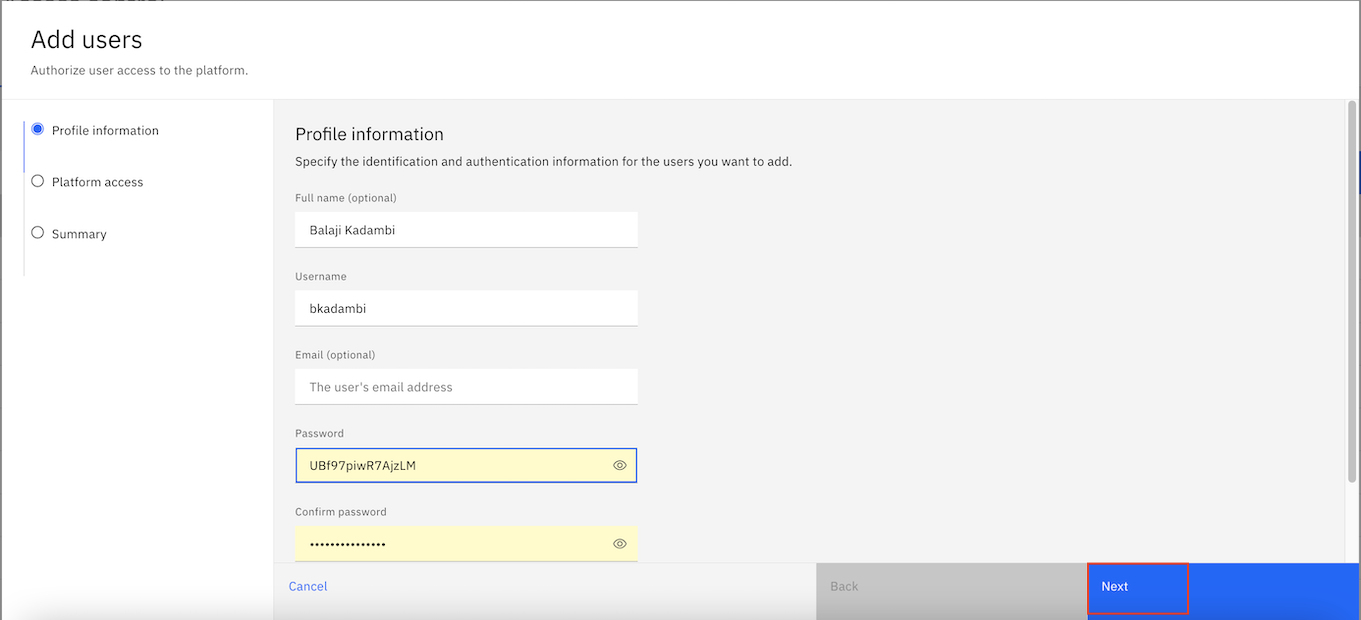 Add users
Authorize user access to the platform.
Profile information
Platform access
Summary
Profile information
Specify the identification and authentication information for the users you want to add.
Full name (optional)
Balaji Kadambi
Username
bkadambi
Email (optional)
The user's email address
Password
UBf97piwR7AjzLM
Confirm password
•••••••••••••••
Cancel
Back
Next